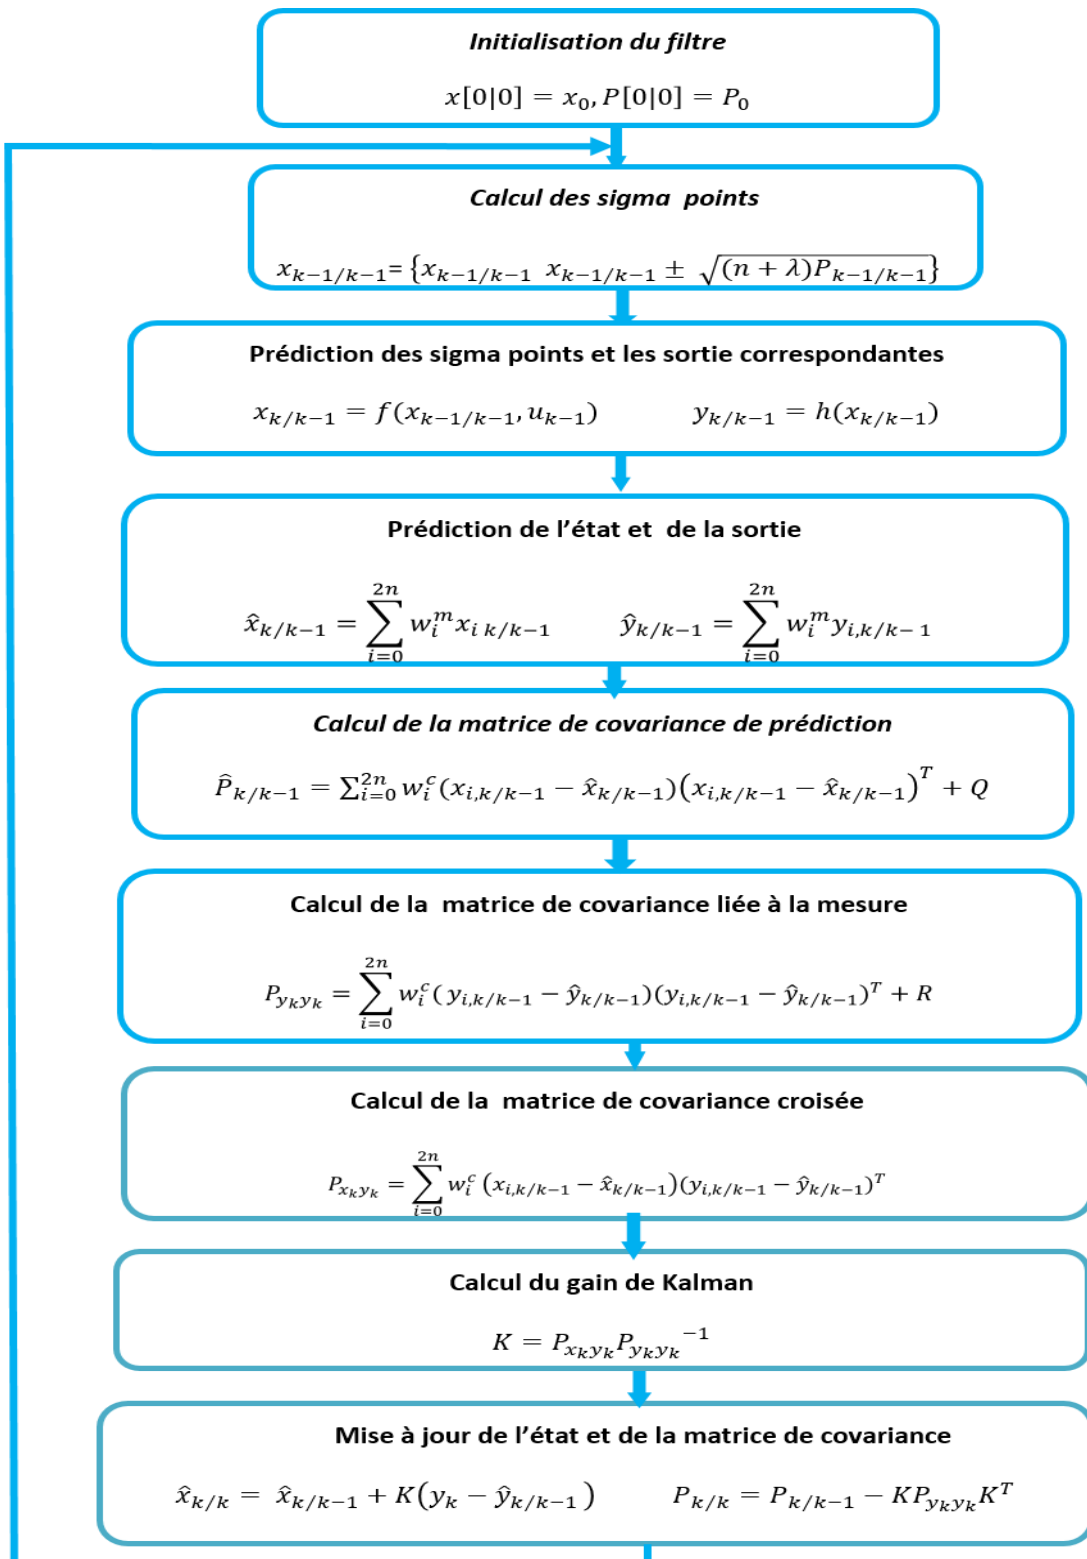 Initialisation du filtre
x[0|0] = x₀, P[0|0] = P₀
Calcul des sigma points
x_{k−1/k−1}= {x_{k−1/k−1} x_{k−1/k−1} ± √((n + λ)P_{k−1/k−1})}
Prédiction des sigma points et les sortie correspondantes
x_{k/k−1} = f(x_{k−1/k−1}, u_{k−1}) y_{k/k−1} = h(x_{k/k−1})
Prédiction de l’état et de la sortie
x̂_{k/k−1} = ∑_{i=0}^{2n} w_i^m x_{i k/k−1} ŷ_{k/k−1} = ∑_{i=0}^{2n} w_i^m y_{i,k/k−1}
Calcul de la matrice de covariance de prédiction
P̂_{k/k−1} = ∑_{i=0}^{2n} w_i^c (x_{i,k/k−1} − x̂_{k/k−1})(x_{i,k/k−1} − x̂_{k/k−1})^T + Q
Calcul de la matrice de covariance liée à la mesure
P_{y_k y_k} = ∑_{i=0}^{2n} w_i^c (y_{i,k/k−1} − ŷ_{k/k−1})(y_{i,k/k−1} − ŷ_{k/k−1})^T + R
Calcul de la matrice de covariance croisée
P_{x_k y_k} = ∑_{i=0}^{2n} w_i^c (x_{i,k/k−1} − x̂_{k/k−1})(y_{i,k/k−1} − ŷ_{k/k−1})^T
Calcul du gain de Kalman
K = P_{x_k y_k} P_{y_k y_k}^{−1}
Mise à jour de l’état et de la matrice de covariance
x̂_{k/k} = x̂_{k/k−1} + K(y_k − ŷ_{k/k−1}) P_{k/k} = P_{k/k−1} − KP_{y_k y_k}K^T